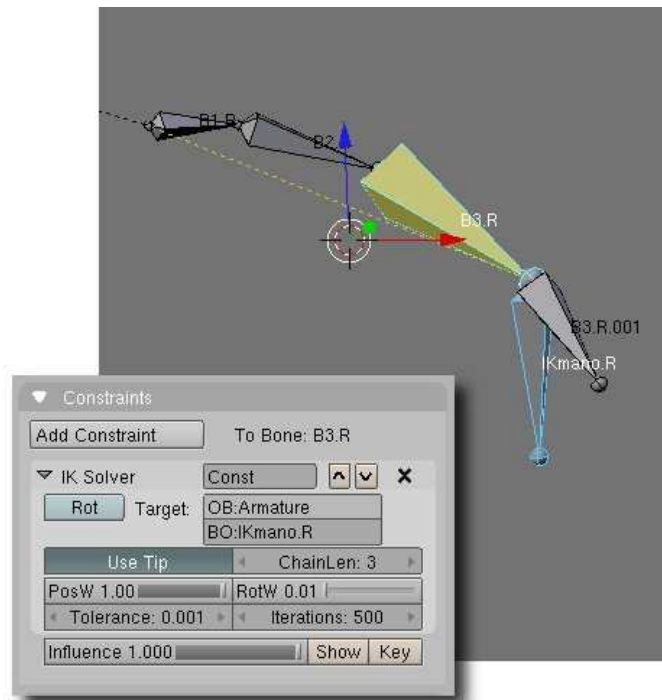 B1.R
B2
B3.R
B3.R.001
IKmano.R
Constraints
Add Constraint To Bone: B3.R
IK Solver Const
Rot Target: OB:Armature
BO:IKmano.R
Use Tip ChainLen: 3
PosW 1.00 RotW 0.01
Tolerance: 0.001 Iterations: 500
Influence 1.000 Show Key